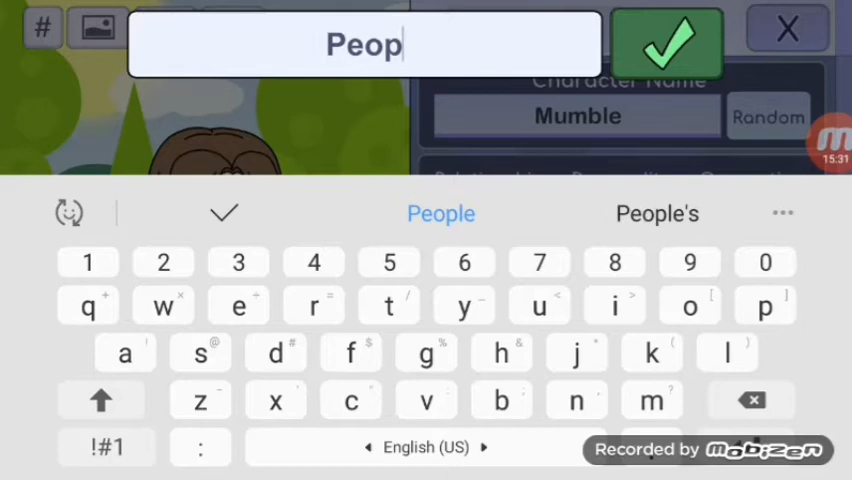 #
Peop
X
Character Name
Mumble
Random
15:31
People People's ...
1 2 3 4 5 6 7 8 9 0
q + w × e ÷ r = t / y _ u < i > o [ p ]
a ! s @ d # f $ g % h & j * k ( l )
z - x ' c " v : b ; n , m ?
!#1 : English (US)
Recorded by mobizen